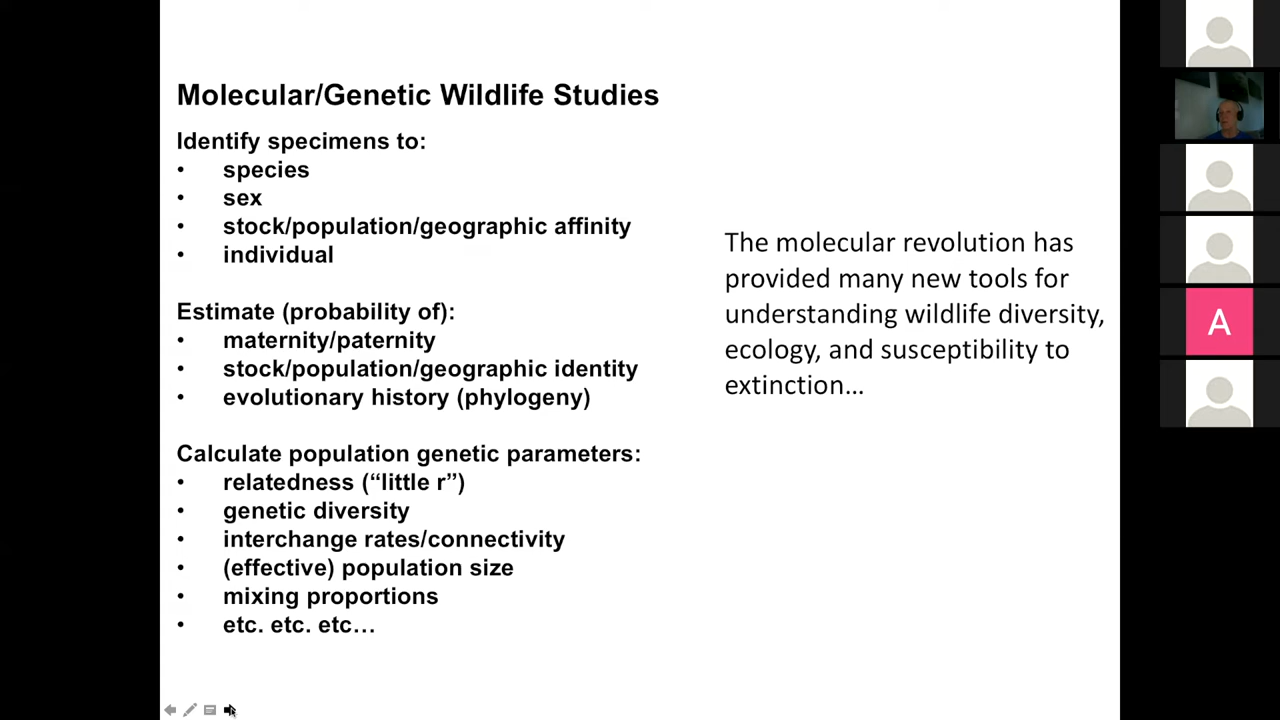 Molecular/Genetic Wildlife Studies
Identify specimens to:
• species
• sex
• stock/population/geographic affinity
• individual
Estimate (probability of):
• maternity/paternity
• stock/population/geographic identity
• evolutionary history (phylogeny)
Calculate population genetic parameters:
• relatedness (“little r”)
• genetic diversity
• interchange rates/connectivity
• (effective) population size
• mixing proportions
• etc. etc. etc…
The molecular revolution has
provided many new tools for
understanding wildlife diversity,
ecology, and susceptibility to
extinction…
A